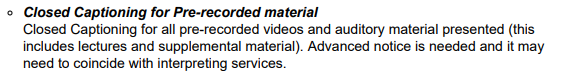 Closed Captioning for Pre-recorded material
Closed Captioning for all pre-recorded videos and auditory material presented (this
includes lectures and supplemental material). Advanced notice is needed and it may
need to coincide with interpreting services.